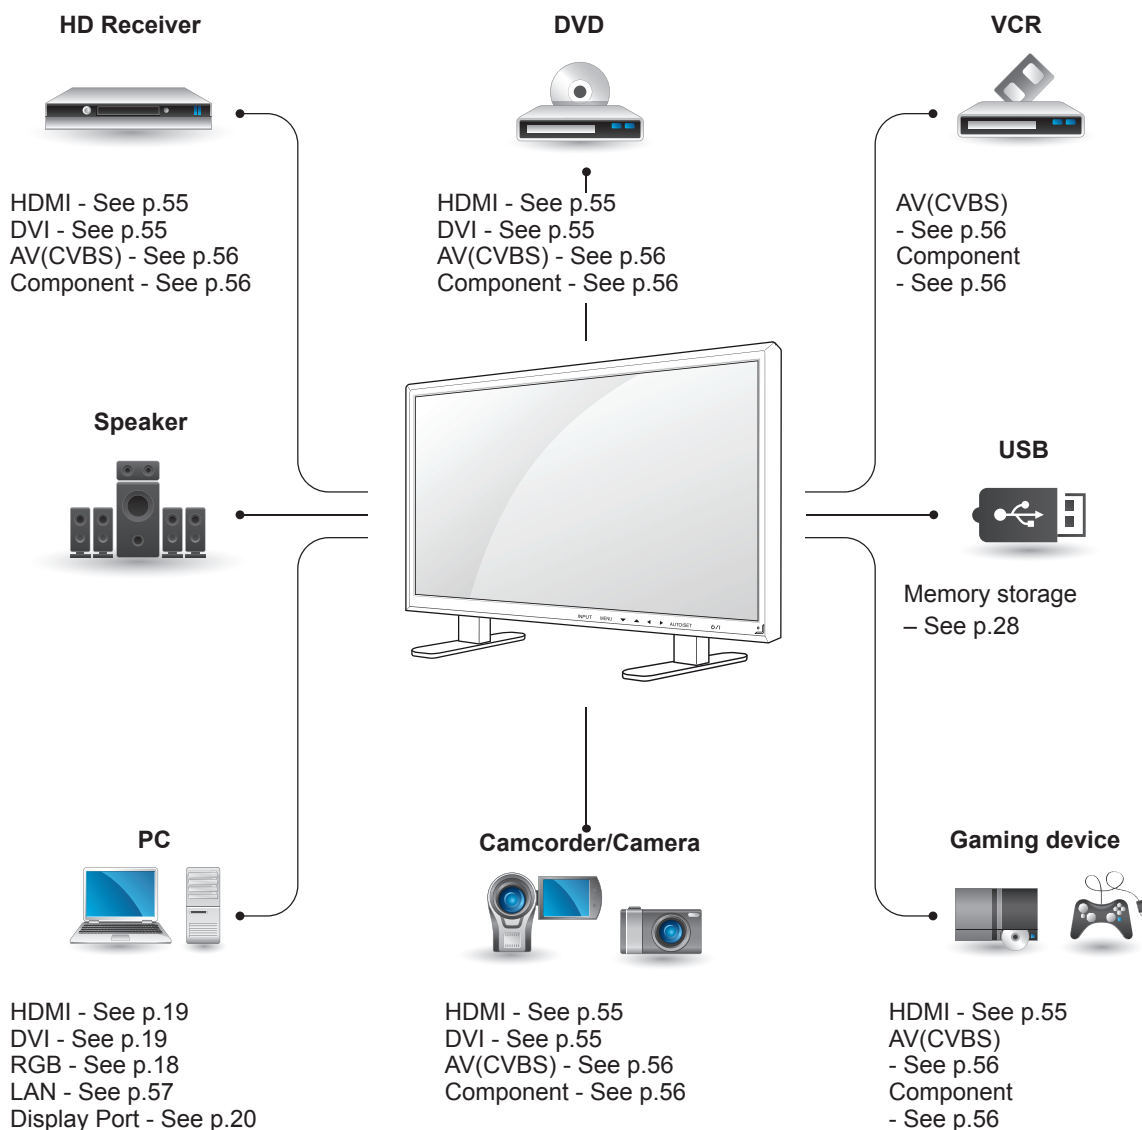 HD Receiver
HDMI - See p.55
DVI - See p.55
AV(CVBS) - See p.56
Component - See p.56
DVD
HDMI - See p.55
DVI - See p.55
AV(CVBS) - See p.56
Component - See p.56
VCR
AV(CVBS)
- See p.56
Component
- See p.56
Speaker
USB
Memory storage
– See p.28
INPUT MENU ▼ ▲ ◀ ▶ AUTO/SET
PC
HDMI - See p.19
DVI - See p.19
RGB - See p.18
LAN - See p.57
Display Port - See p.20
Camcorder/Camera
HDMI - See p.55
DVI - See p.55
AV(CVBS) - See p.56
Component - See p.56
Gaming device
HDMI - See p.55
AV(CVBS)
- See p.56
Component
- See p.56